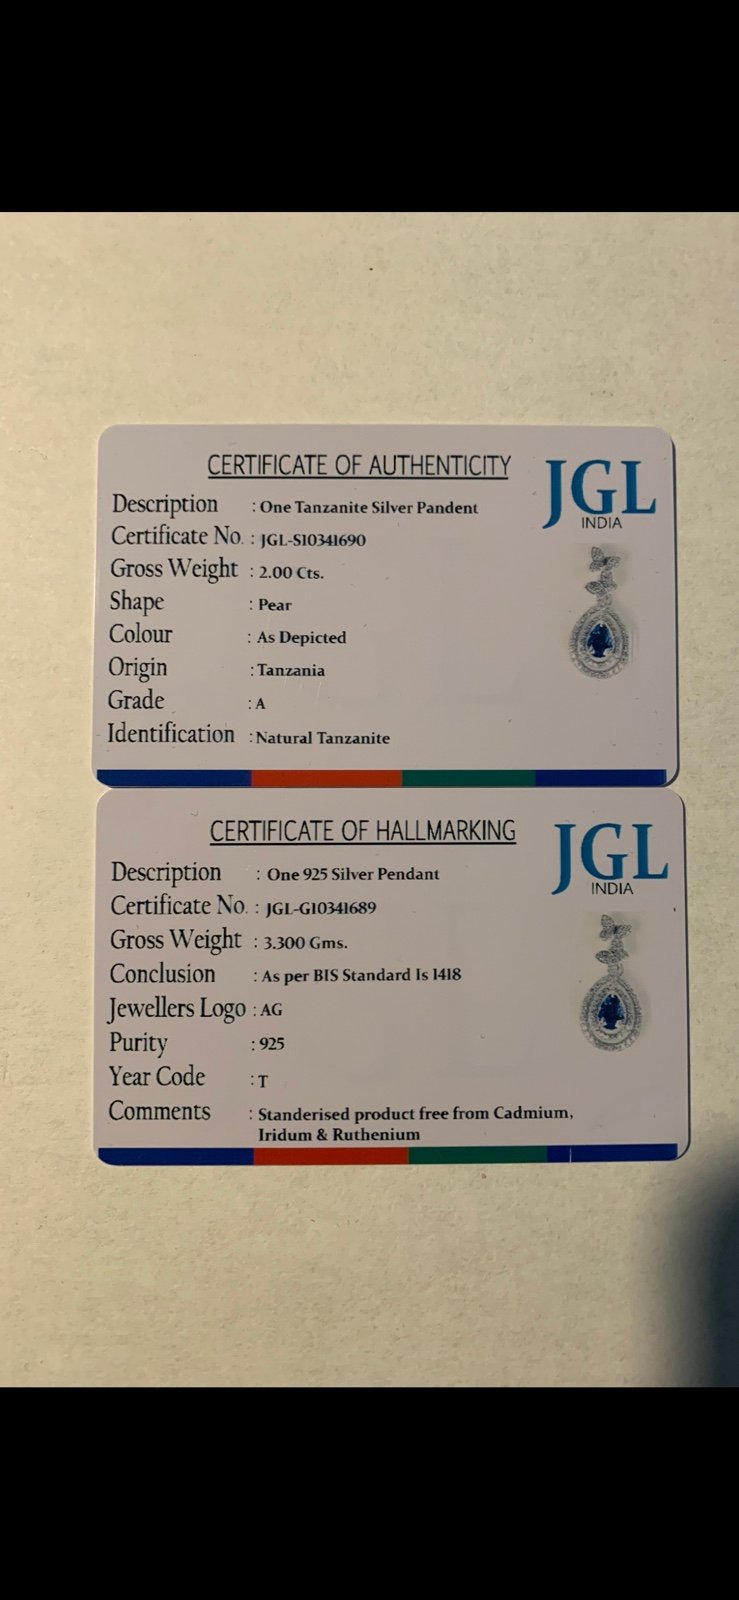 CERTIFICATE OF AUTHENTICITY
JGL
INDIA
Description : One Tanzanite Silver Pandent
Certificate No. : JGL-S10341690
Gross Weight : 2.00 Cts.
Shape : Pear
Colour : As Depicted
Origin : Tanzania
Grade : A
Identification : Natural Tanzanite
CERTIFICATE OF HALLMARKING
JGL
INDIA
Description : One 925 Silver Pendant
Certificate No. : JGL-G10341689
Gross Weight : 3.300 Gms.
Conclusion : As per BIS Standard Is 1418
Jewellers Logo : AG
Purity : 925
Year Code : T
Comments : Standerised product free from Cadmium,
Iridum & Ruthenium